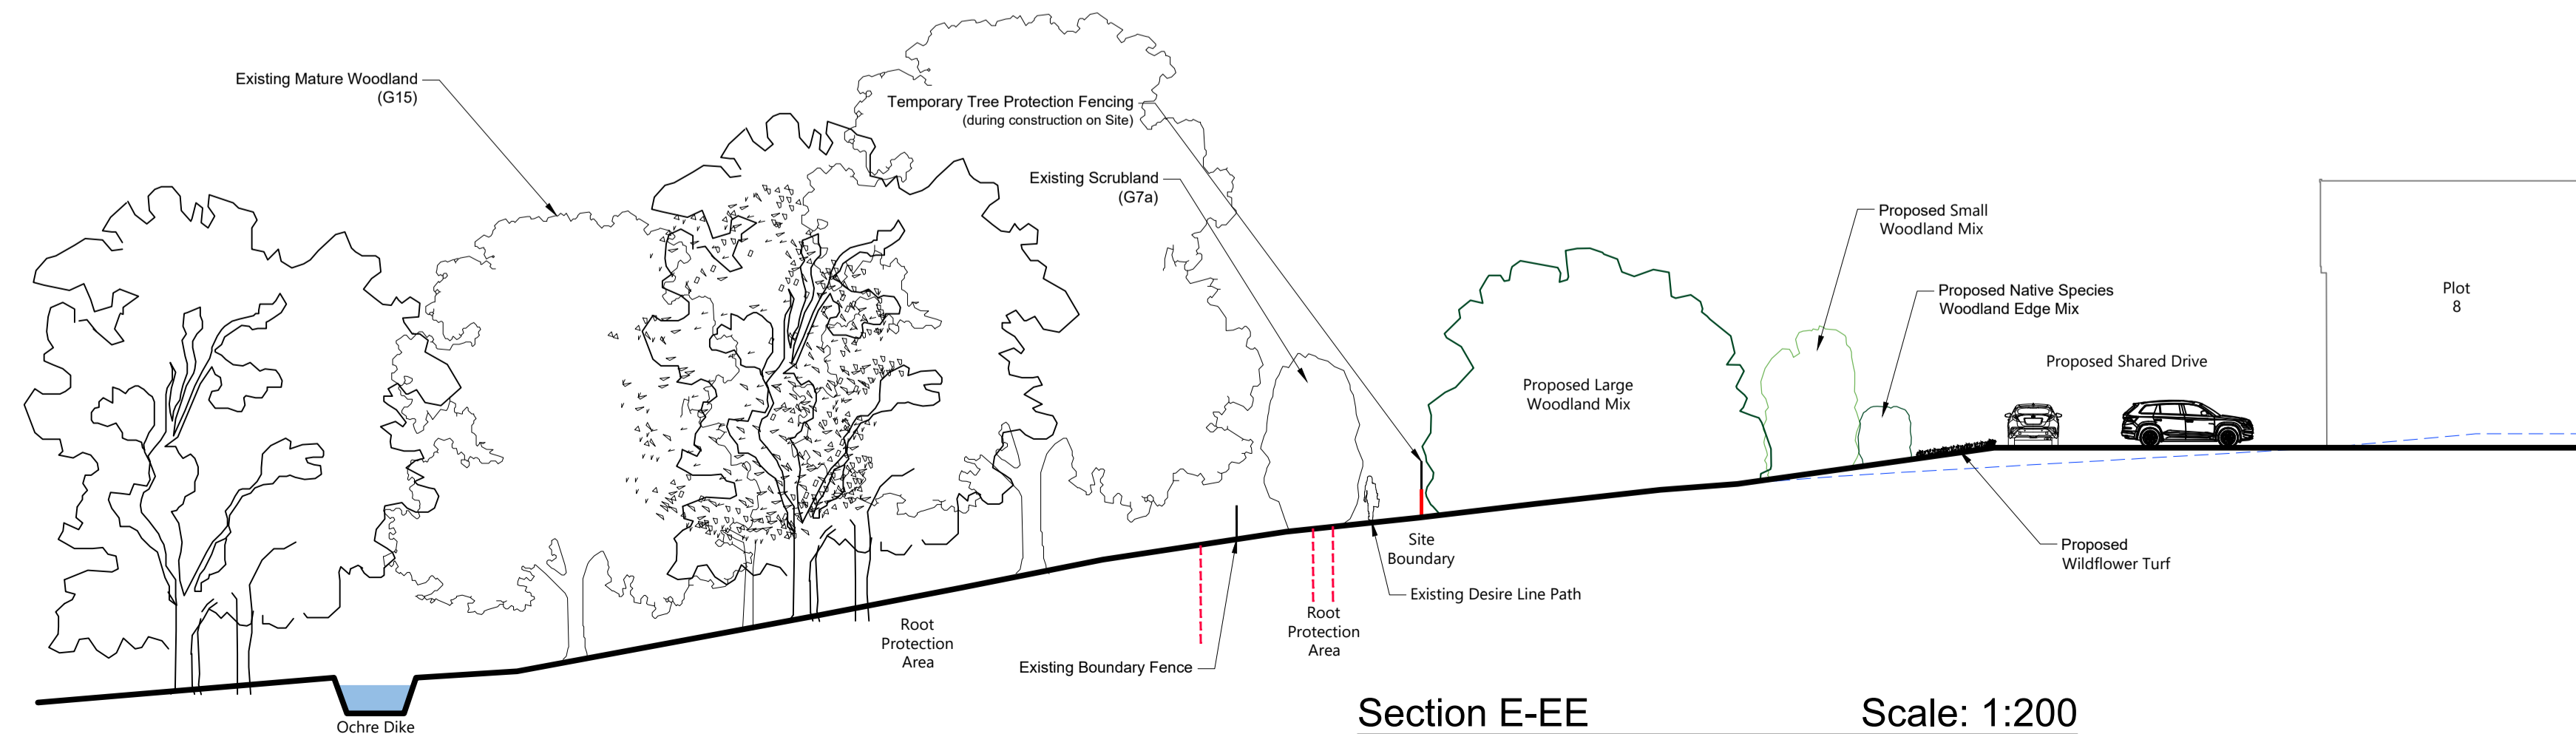 Existing Mature Woodland
(G15)
Temporary Tree Protection Fencing
(during construction on Site)
Existing Scrubland
(G7a)
Proposed Small
Woodland Mix
Proposed Native Species
Woodland Edge Mix
Plot
8
Proposed Shared Drive
Proposed Large
Woodland Mix
Site
Boundary
Proposed
Wildflower Turf
Existing Desire Line Path
Root
Protection
Area
Root
Protection
Area
Existing Boundary Fence
Ochre Dike
Section E-EE
Scale: 1:200